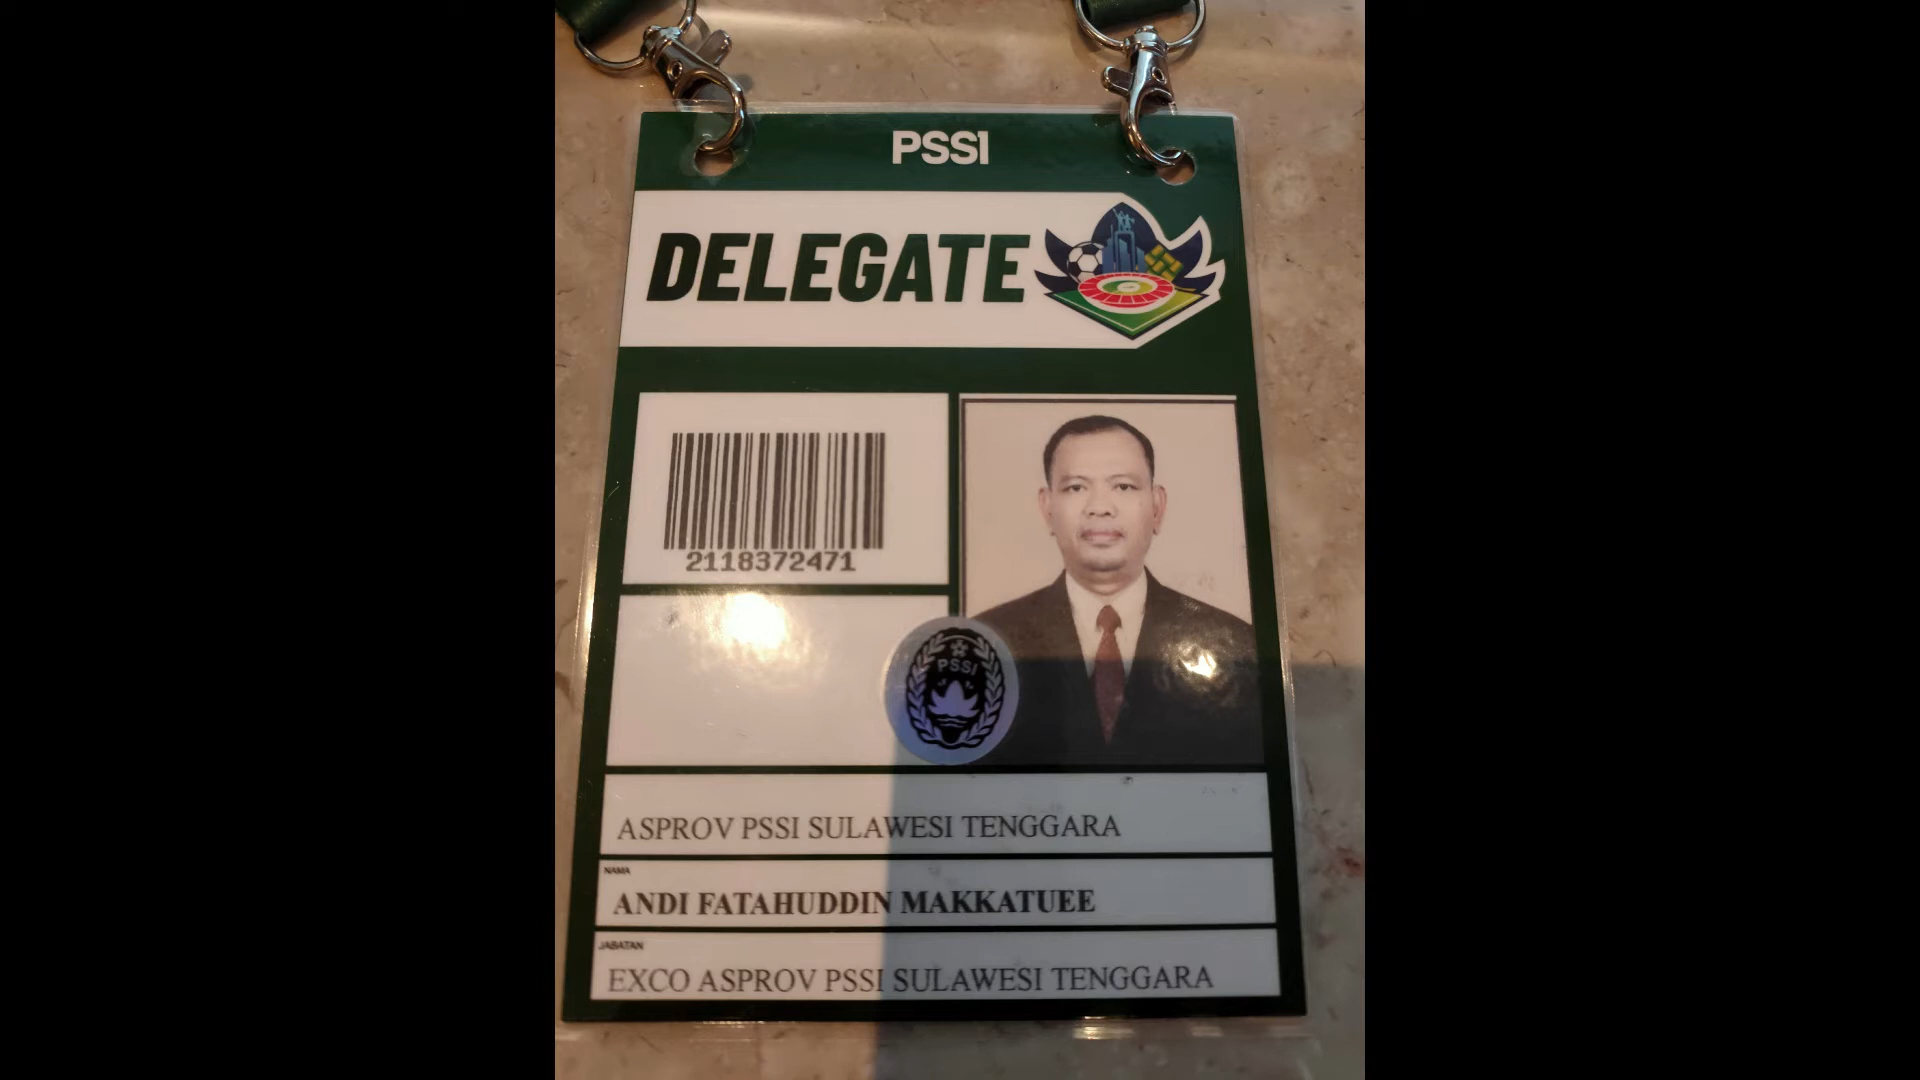 PSSI
DELEGATE
2118372471
PSSI
ASPROV PSSI SULAWESI TENGGARA
NAMA
ANDI FATAHUDDIN MAKKATUEE
JABATAN
EXCO ASPROV PSSI SULAWESI TENGGARA